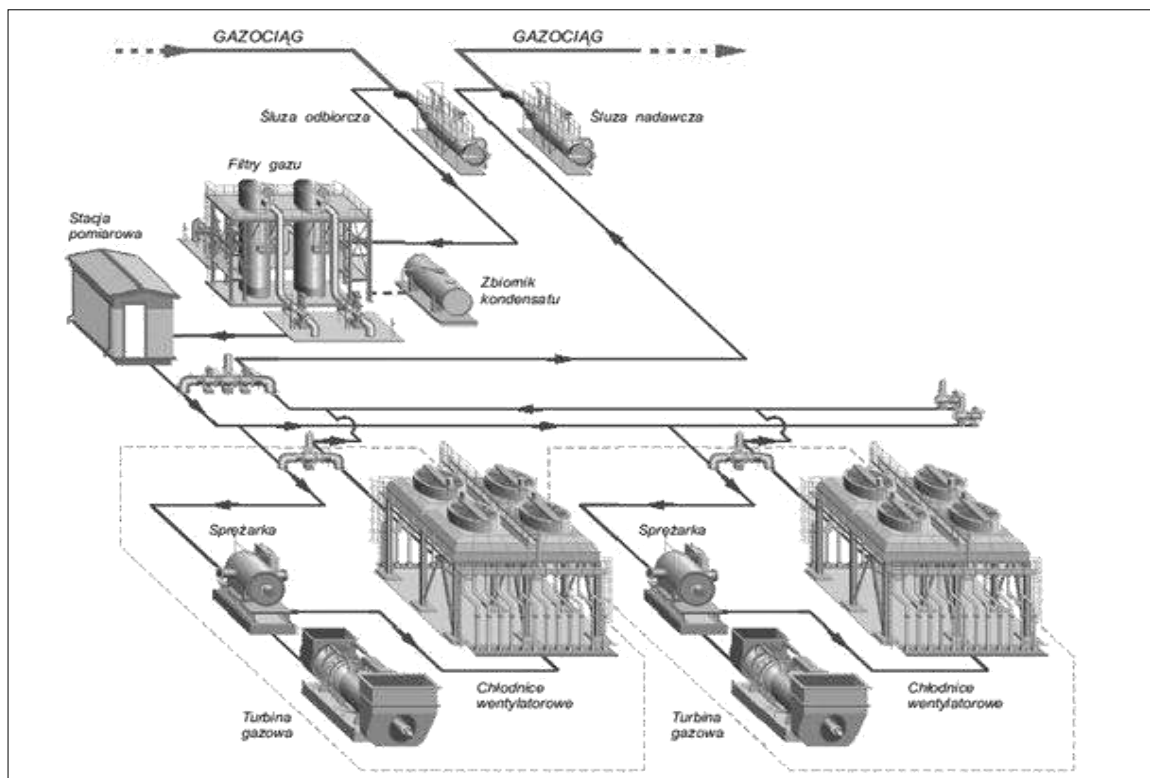 GAZOCIĄG
GAZOCIĄG
Śluza odbiorcza
Śluza nadawcza
Filtry gazu
Stacja
pomiarowa
Zbiornik
kondensatu
Sprężarka
Sprężarka
Chłodnice
wentylatorowe
Chłodnice
wentylatorowe
Turbina
gazowa
Turbina
gazowa